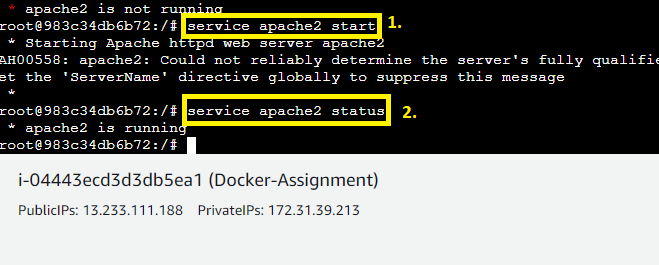 * apache2 is not running
root@983c34db6b72:/# service apache2 start 1.
* Starting Apache httpd web server apache2
AH00558: apache2: Could not reliably determine the server's fully qualifie
et the 'ServerName' directive globally to suppress this message
*
root@983c34db6b72:/# service apache2 status 2.
* apache2 is running
root@983c34db6b72:/#
i-04443ecd3d3db5ea1 (Docker-Assignment)
PublicIPs: 13.233.111.188 PrivateIPs: 172.31.39.213